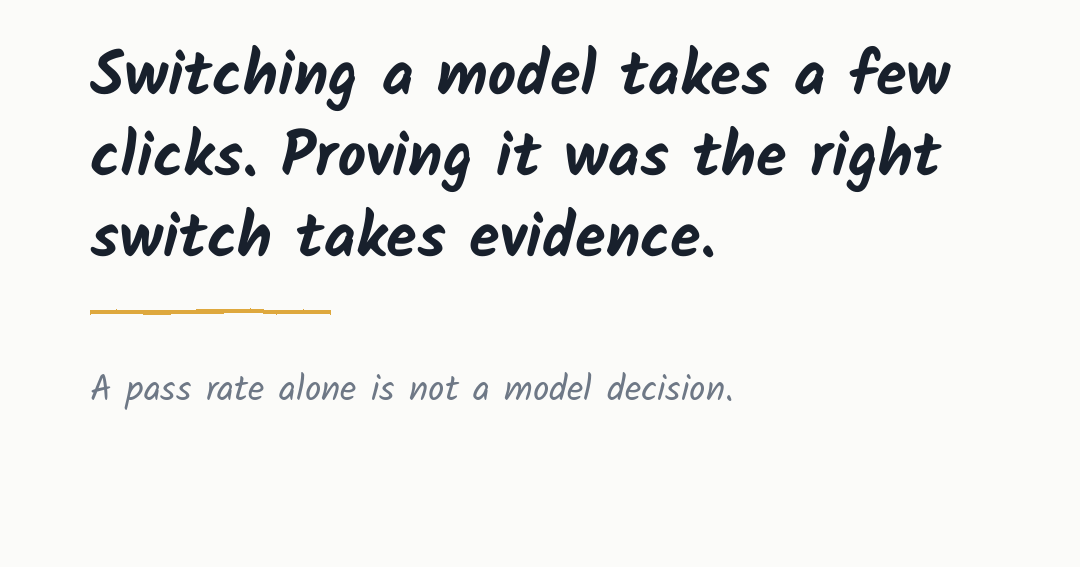 Switching a model takes a few
clicks. Proving it was the right
switch takes evidence.
A pass rate alone is not a model decision.